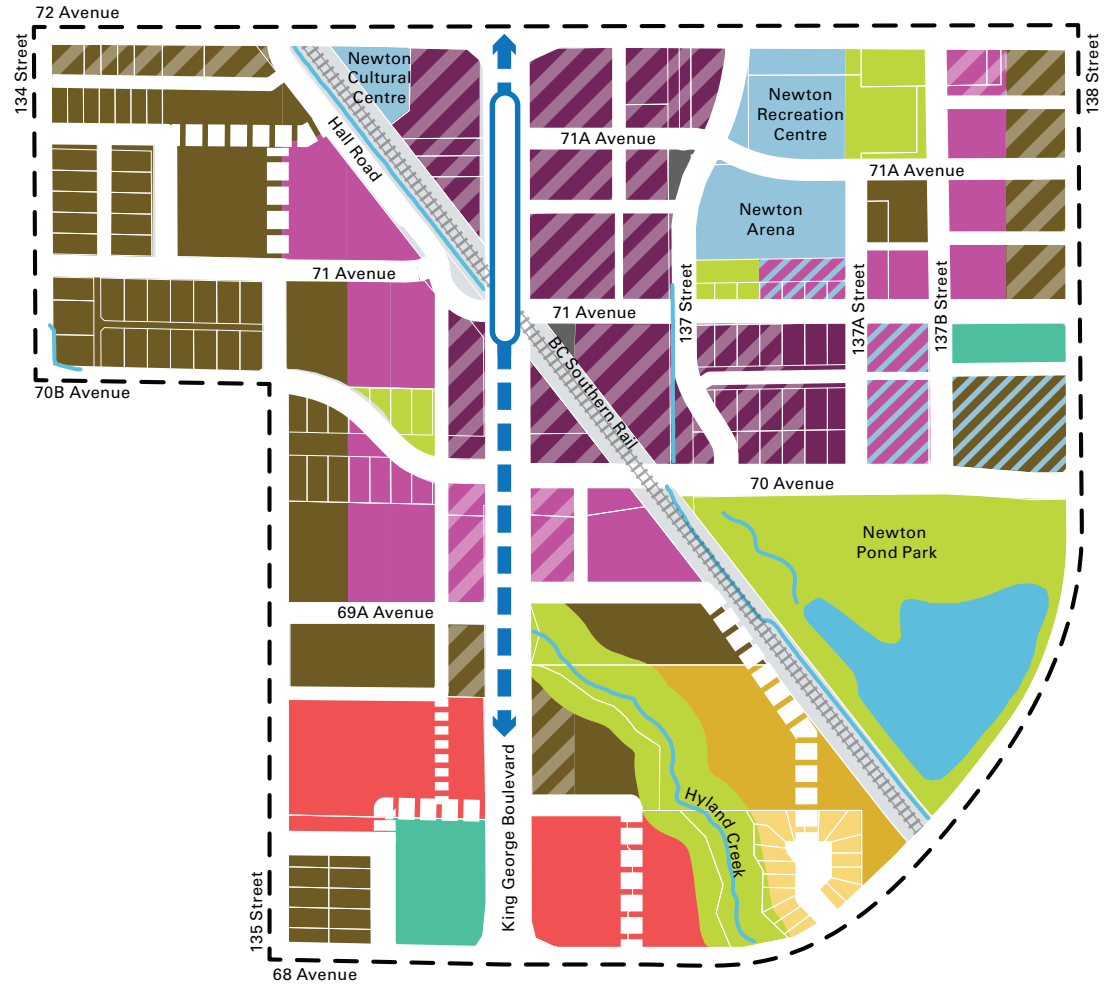 72 Avenue
134 Street
138 Street
Newton
Cultural
Centre
Newton
Recreation
Centre
Hall Road
71A Avenue
71A Avenue
Newton
Arena
71 Avenue
71 Avenue
137 Street
137A Street
137B Street
BC Southern Rail
70B Avenue
70 Avenue
Newton
Pond Park
69A Avenue
King George Boulevard
Hyland Creek
135 Street
68 Avenue